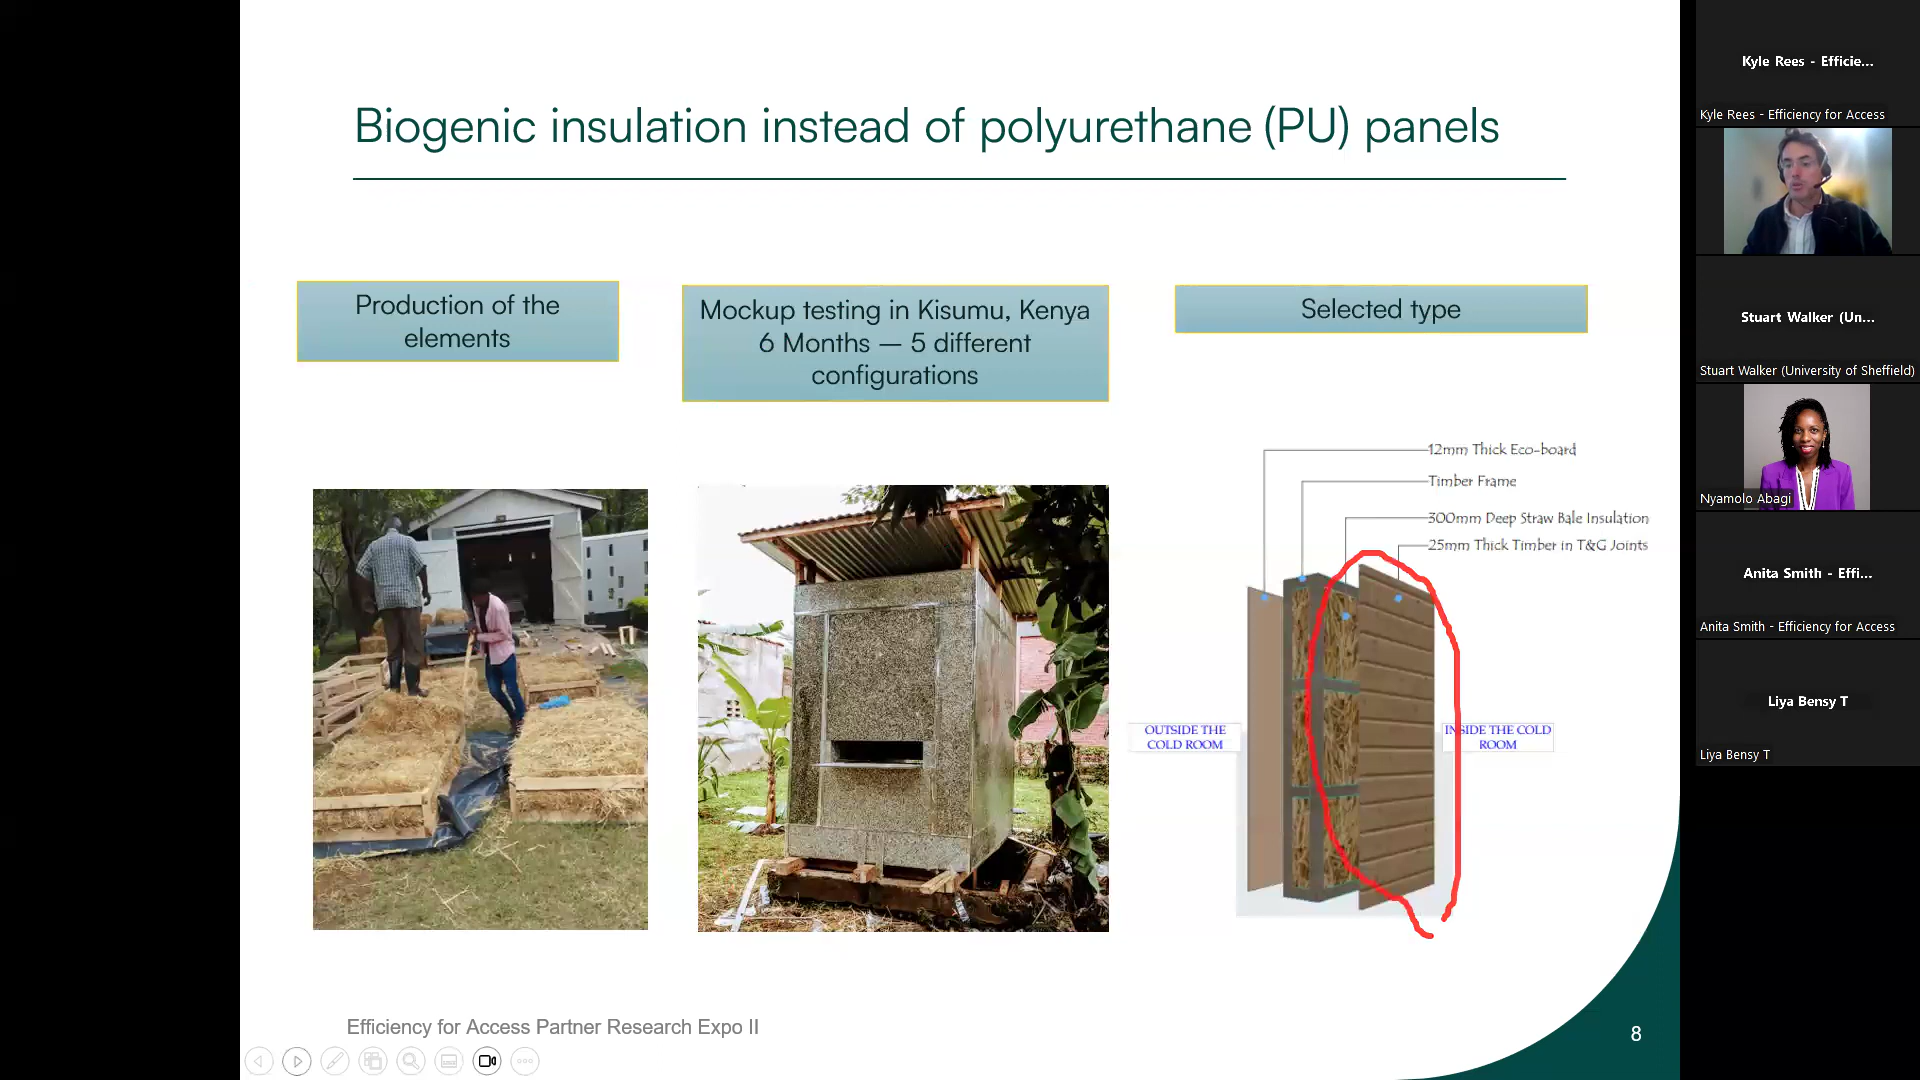 Biogenic insulation instead of polyurethane (PU) panels
Production of the
elements
Mockup testing in Kisumu, Kenya
6 Months – 5 different
configurations
Selected type
12mm Thick Eco-board
Timber Frame
300mm Deep Straw Bale Insulation
25mm Thick Timber in T&G Joints
OUTSIDE THE
COLD ROOM
INSIDE THE COLD
ROOM
Efficiency for Access Partner Research Expo II
8
Kyle Rees - Efficie...
Kyle Rees - Efficiency for Access
Stuart Walker (Un...
Stuart Walker (University of Sheffield)
Nyamolo Abagi
Anita Smith - Effi...
Anita Smith - Efficiency for Access
Liya Bensy T
Liya Bensy T